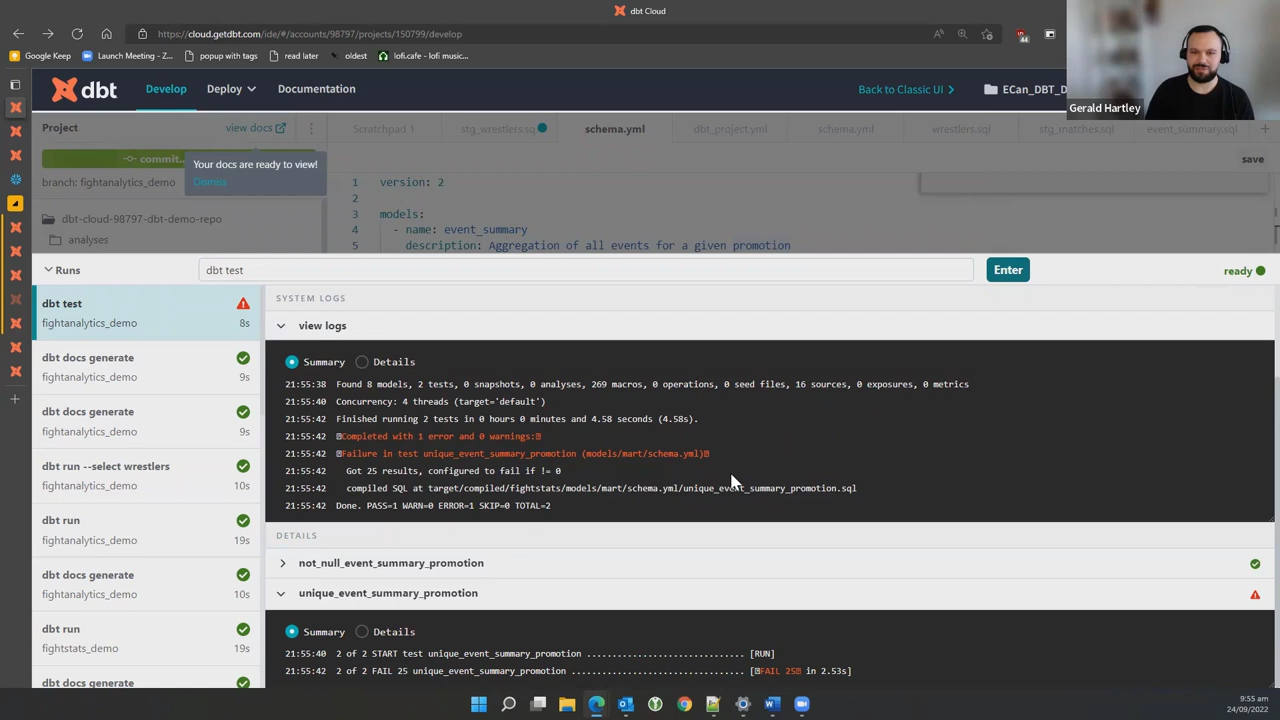 dbt Cloud
https://cloud.getdbt.com/ide/#/accounts/98797/projects/150799/develop
44
Google Keep
Launch Meeting - Z...
popup with tags
read later
oldest
lofi.cafe - lofi music...
dbt
Develop
Deploy
Documentation
Back to Classic UI
ECan_DBT_D
Gerald Hartley
Project
view docs
Scratchpad 1
stg_wrestlers.sq
schema.yml
dbt_project.yml
schema.yml
wrestlers.sql
stg_matches.sql
event_summary.sql
commit...
Your docs are ready to view!
Dismiss
save
branch: fightanalytics_demo
dbt-cloud-98797-dbt-demo-repo
analyses
1 version: 2
2
3 models:
4 - name: event_summary
5 description: Aggregation of all events for a given promotion
Runs
dbt test
Enter
ready
dbt test
fightanalytics_demo 8s
dbt docs generate
fightanalytics_demo 9s
dbt docs generate
fightanalytics_demo 9s
dbt run --select wrestlers
fightanalytics_demo 10s
dbt run
fightanalytics_demo 19s
dbt docs generate
fightanalytics_demo 10s
dbt run
fightstats_demo 19s
dbt docs generate
SYSTEM LOGS
view logs
Summary Details
21:55:38 Found 8 models, 2 tests, 0 snapshots, 0 analyses, 269 macros, 0 operations, 0 seed files, 16 sources, 0 exposures, 0 metrics
21:55:40 Concurrency: 4 threads (target='default')
21:55:42 Finished running 2 tests in 0 hours 0 minutes and 4.58 seconds (4.58s).
21:55:42 Completed with 1 error and 0 warnings:
21:55:42 Failure in test unique_event_summary_promotion (models/mart/schema.yml)
21:55:42 Got 25 results, configured to fail if != 0
21:55:42 compiled SQL at target/compiled/fightstats/models/mart/schema.yml/unique_event_summary_promotion.sql
21:55:42 Done. PASS=1 WARN=0 ERROR=1 SKIP=0 TOTAL=2
DETAILS
not_null_event_summary_promotion
unique_event_summary_promotion
Summary Details
21:55:40 2 of 2 START test unique_event_summary_promotion .............................. [RUN]
21:55:42 2 of 2 FAIL 25 unique_event_summary_promotion ................................. [FAIL 25 in 2.53s]
9:55 am
24/09/2022